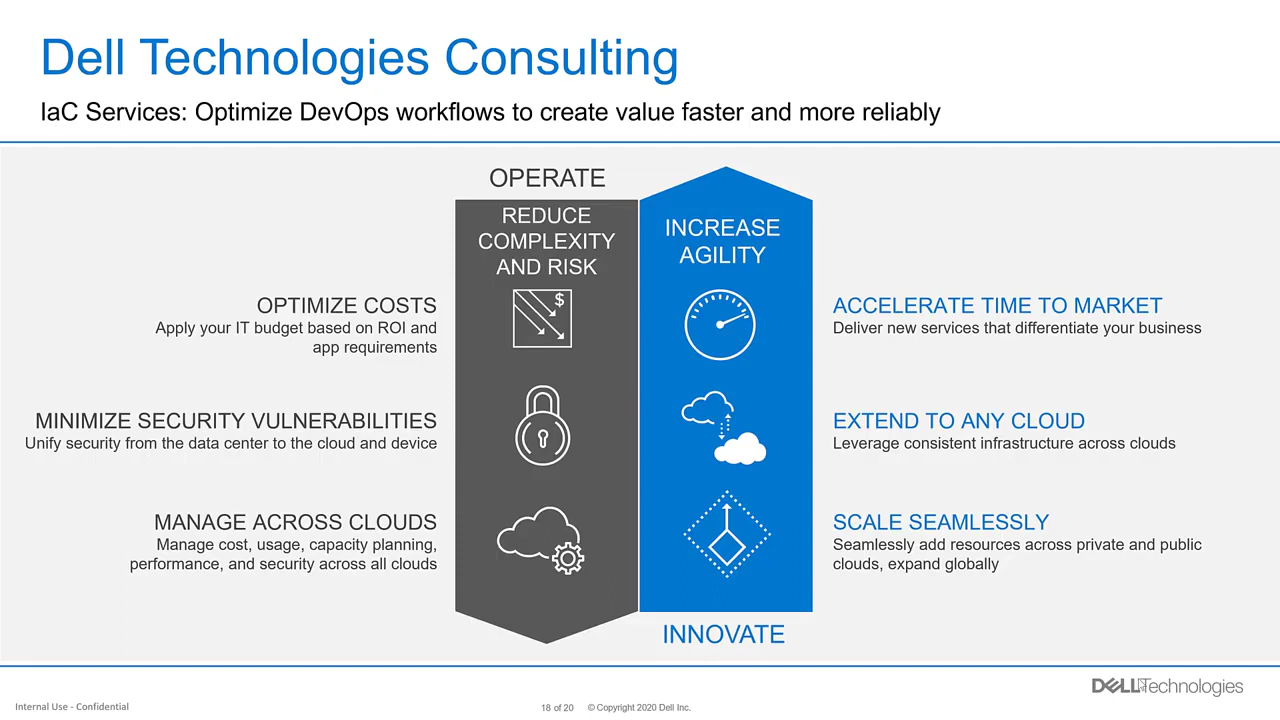 Dell Technologies Consulting
IaC Services: Optimize DevOps workflows to create value faster and more reliably
OPERATE
REDUCE
COMPLEXITY
AND RISK
INCREASE
AGILITY
OPTIMIZE COSTS
Apply your IT budget based on ROI and
app requirements
$
ACCELERATE TIME TO MARKET
Deliver new services that differentiate your business
MINIMIZE SECURITY VULNERABILITIES
Unify security from the data center to the cloud and device
EXTEND TO ANY CLOUD
Leverage consistent infrastructure across clouds
MANAGE ACROSS CLOUDS
Manage cost, usage, capacity planning,
performance, and security across all clouds
SCALE SEAMLESSLY
Seamlessly add resources across private and public
clouds, expand globally
INNOVATE
DELLTechnologies
Internal Use - Confidential
18 of 20
© Copyright 2020 Dell Inc.